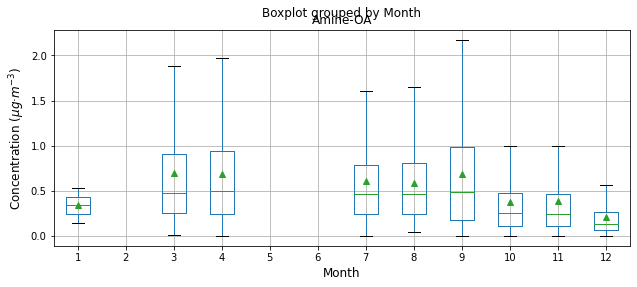 Boxplot grouped by Month
Amine-OA
Concentration (μg·m⁻³)
2.0
1.5
1.0
0.5
0.0
1 2 3 4 5 6 7 8 9 10 11 12
Month